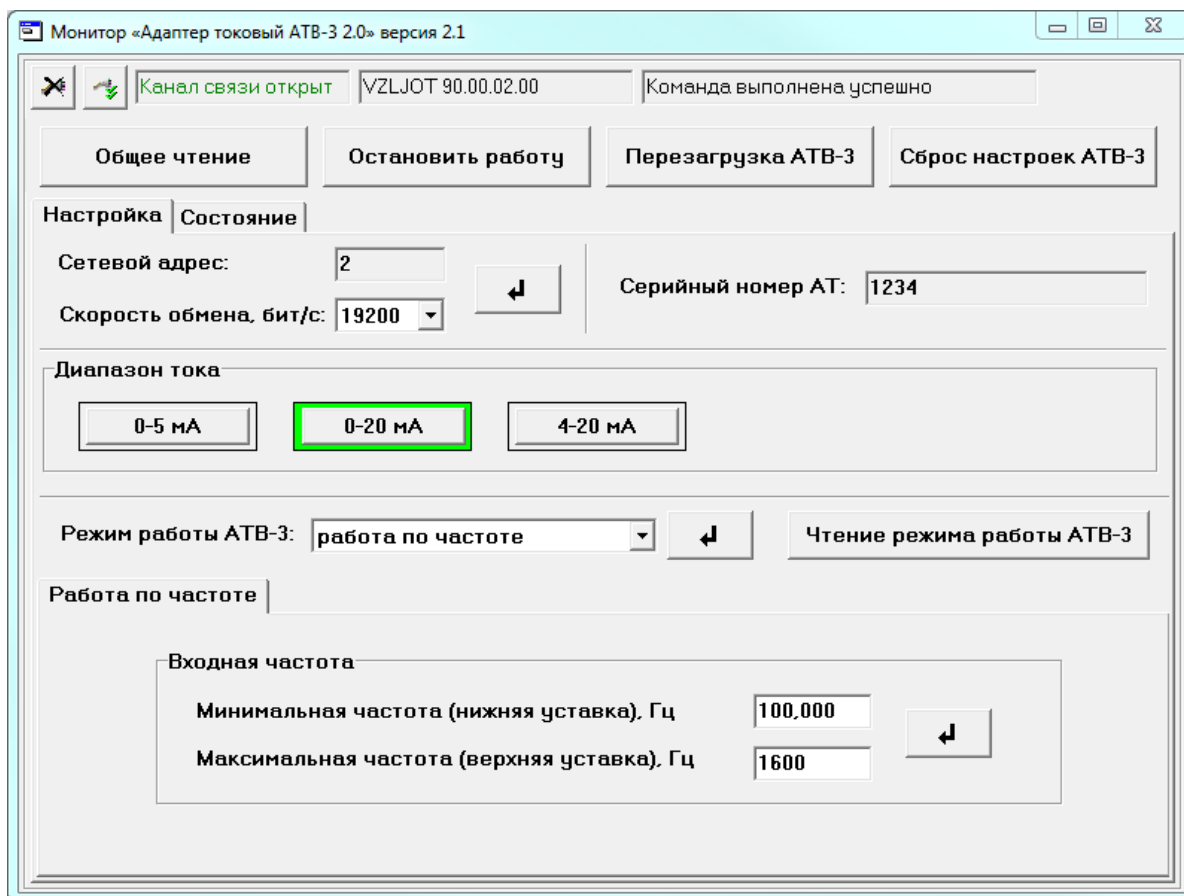 Монитор «Адаптер токовый АТВ-3 2.0» версия 2.1
Канал связи открыт VZLJOT 90.00.02.00 Команда выполнена успешно
Общее чтение Остановить работу Перезагрузка АТВ-3 Сброс настроек АТВ-3
Настройка Состояние
Сетевой адрес: 2
Серийный номер АТ: 1234
Скорость обмена, бит/с: 19200
Диапазон тока
0-5 мА 0-20 мА 4-20 мА
Режим работы АТВ-3: работа по частоте Чтение режима работы АТВ-3
Работа по частоте
Входная частота
Минимальная частота (нижняя уставка), Гц 100,000
Максимальная частота (верхняя уставка), Гц 1600